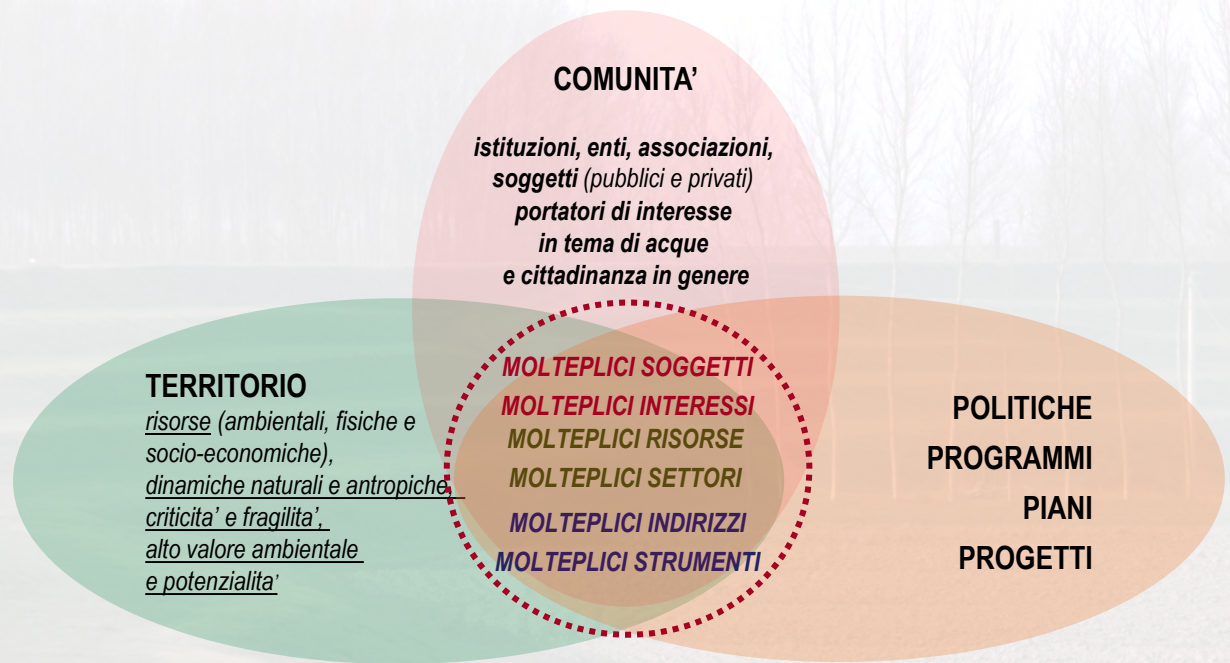 COMUNITA'
istituzioni, enti, associazioni,
soggetti (pubblici e privati)
portatori di interesse
in tema di acque
e cittadinanza in genere
TERRITORIO
risorse (ambientali, fisiche e
socio-economiche),
dinamiche naturali e antropiche,
criticita' e fragilita',
alto valore ambientale
e potenzialita'
MOLTEPLICI SOGGETTI
MOLTEPLICI INTERESSI
MOLTEPLICI RISORSE
MOLTEPLICI SETTORI
MOLTEPLICI INDIRIZZI
MOLTEPLICI STRUMENTI
POLITICHE
PROGRAMMI
PIANI
PROGETTI